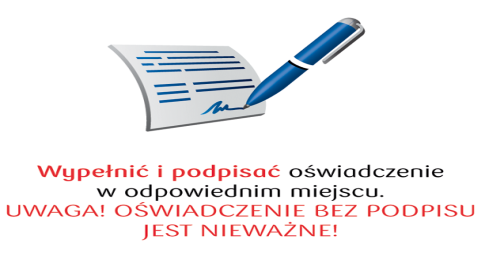 Wypełnić i podpisać oświadczenie
w odpowiednim miejscu.
UWAGA! OŚWIADCZENIE BEZ PODPISU
JEST NIEWAŻNE!